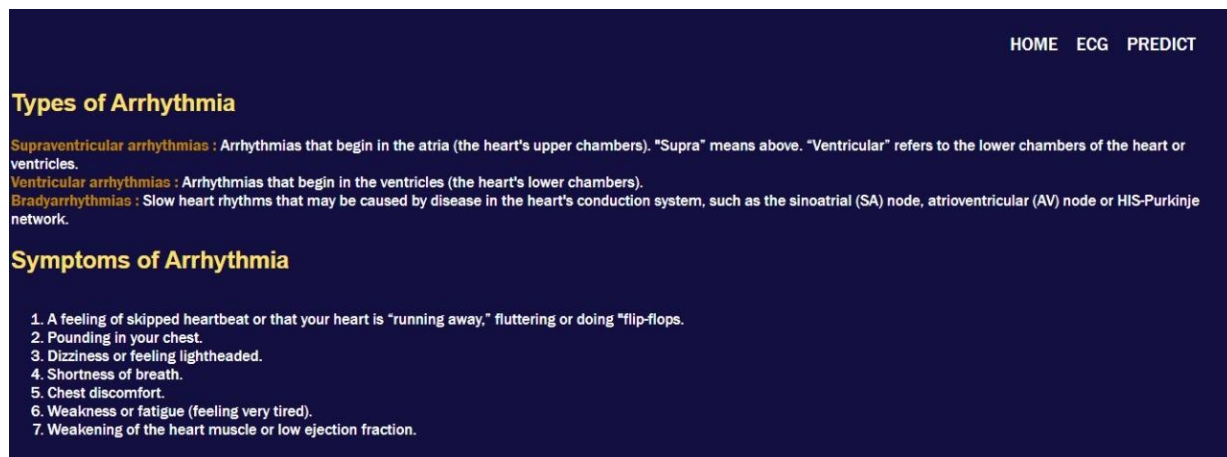 HOME ECG PREDICT
Types of Arrhythmia
Supraventricular arrhythmias : Arrhythmias that begin in the atria (the heart's upper chambers). "Supra” means above. “Ventricular” refers to the lower chambers of the heart or
ventricles.
Ventricular arrhythmias : Arrhythmias that begin in the ventricles (the heart's lower chambers).
Bradyarrhythmias : Slow heart rhythms that may be caused by disease in the heart's conduction system, such as the sinoatrial (SA) node, atrioventricular (AV) node or HIS-Purkinje
network.
Symptoms of Arrhythmia
1. A feeling of skipped heartbeat or that your heart is “running away,” fluttering or doing "flip-flops.
2. Pounding in your chest.
3. Dizziness or feeling lightheaded.
4. Shortness of breath.
5. Chest discomfort.
6. Weakness or fatigue (feeling very tired).
7. Weakening of the heart muscle or low ejection fraction.